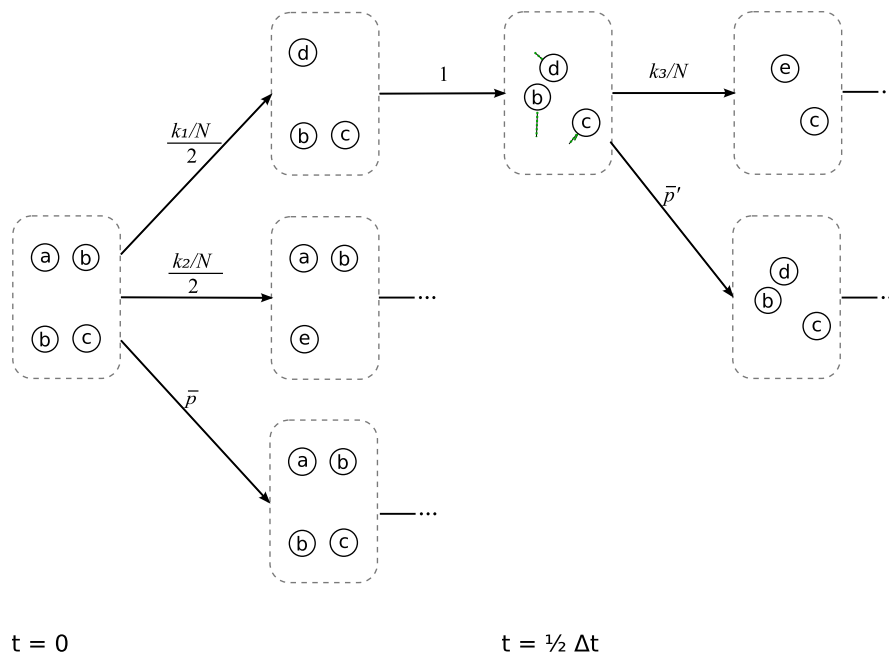 d
b c
k₁/N
2
1
d
b
c
k₃/N
e
c
...
a b
b c
k₂/N
2
a b
e
...
p̅
p̅′
d
b
c
...
a b
b c
...
t = 0
t = ½ Δt